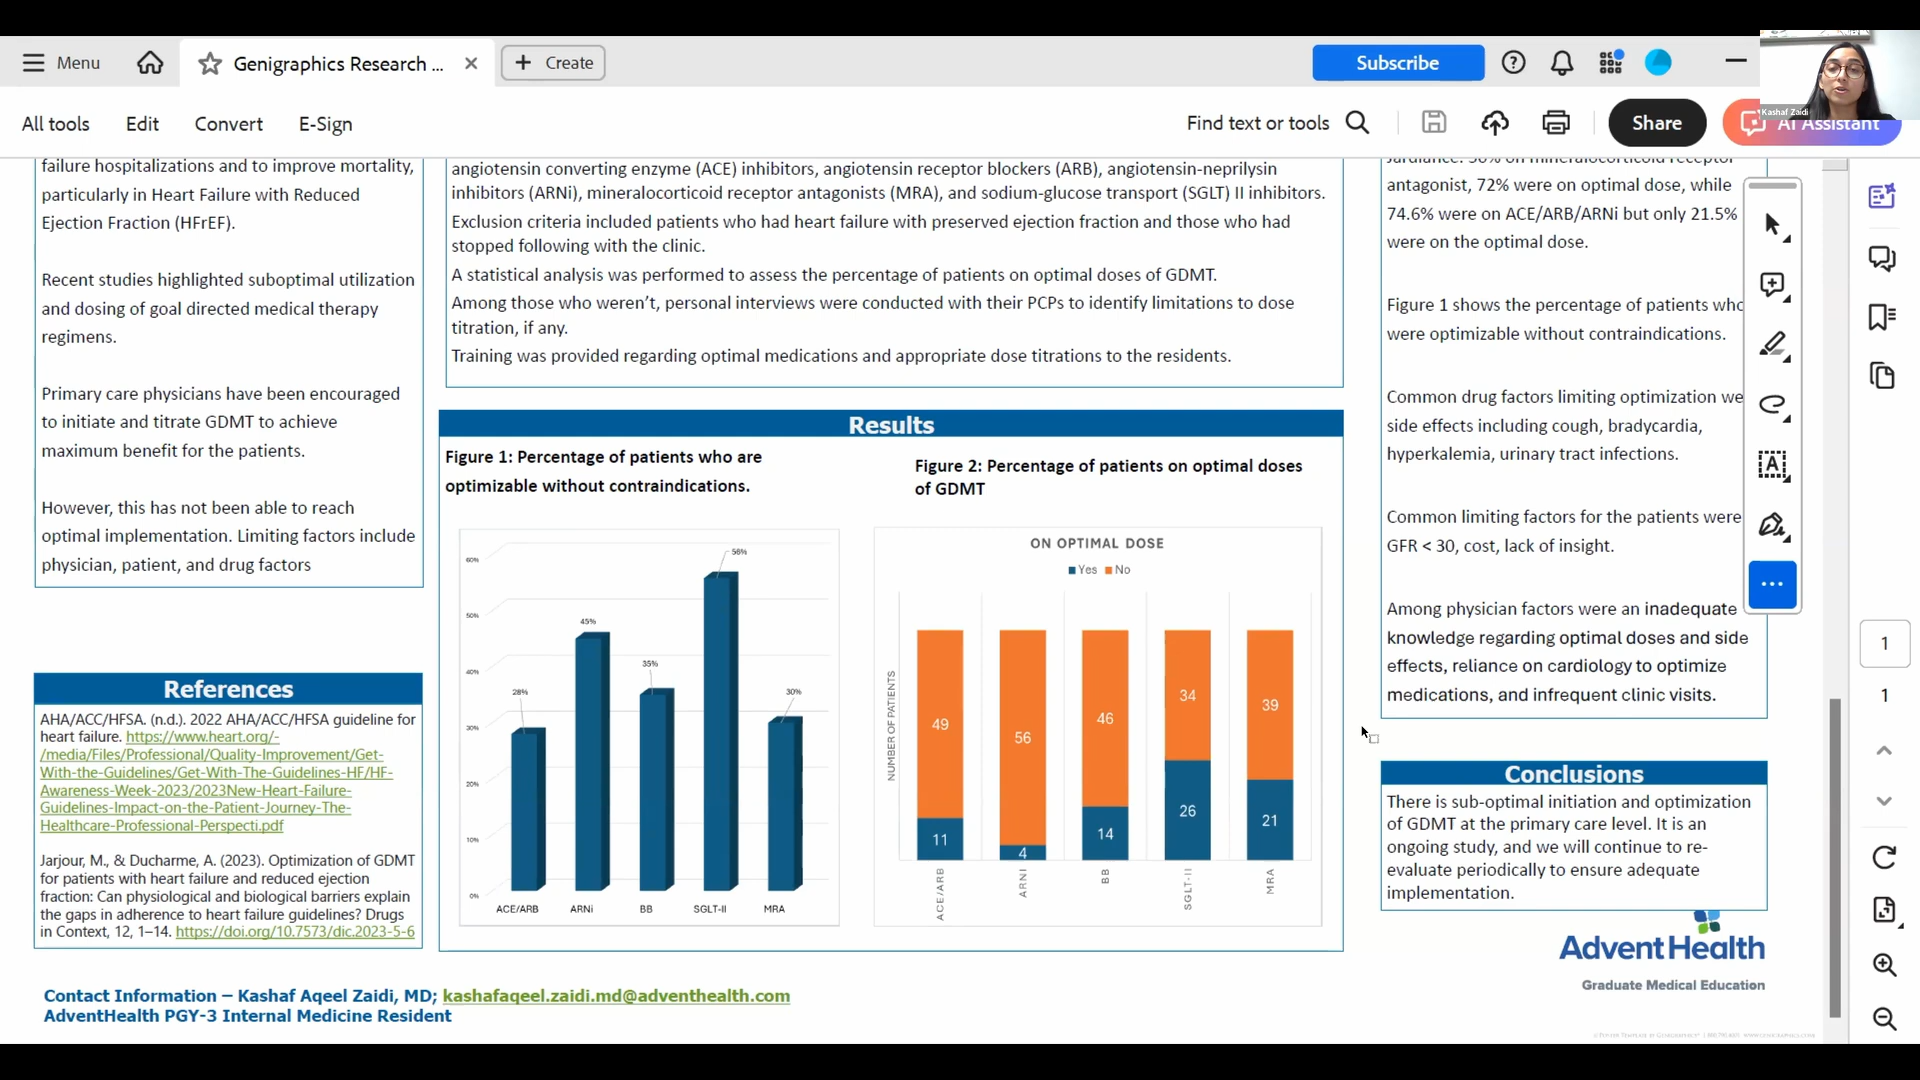 Menu
Genigraphics Research ...
Create
Subscribe
Kashaf Zaidi
All tools
Edit
Convert
E-Sign
Find text or tools
Share
AI Assistant
failure hospitalizations and to improve mortality,
particularly in Heart Failure with Reduced
Ejection Fraction (HFrEF).
Recent studies highlighted suboptimal utilization
and dosing of goal directed medical therapy
regimens.
Primary care physicians have been encouraged
to initiate and titrate GDMT to achieve
maximum benefit for the patients.
However, this has not been able to reach
optimal implementation. Limiting factors include
physician, patient, and drug factors
References
AHA/ACC/HFSA. (n.d.). 2022 AHA/ACC/HFSA guideline for
heart failure. https://www.heart.org/-
/media/Files/Professional/Quality-Improvement/Get-
With-the-Guidelines/Get-With-The-Guidelines-HF/HF-
Awareness-Week-2023/2023New-Heart-Failure-
Guidelines-Impact-on-the-Patient-Journey-The-
Healthcare-Professional-Perspecti.pdf
Jarjour, M., & Ducharme, A. (2023). Optimization of GDMT
for patients with heart failure and reduced ejection
fraction: Can physiological and biological barriers explain
the gaps in adherence to heart failure guidelines? Drugs
in Context, 12, 1–14. https://doi.org/10.7573/dic.2023-5-6
angiotensin converting enzyme (ACE) inhibitors, angiotensin receptor blockers (ARB), angiotensin-neprilysin
inhibitors (ARNi), mineralocorticoid receptor antagonists (MRA), and sodium-glucose transport (SGLT) II inhibitors.
Exclusion criteria included patients who had heart failure with preserved ejection fraction and those who had
stopped following with the clinic.
A statistical analysis was performed to assess the percentage of patients on optimal doses of GDMT.
Among those who weren't, personal interviews were conducted with their PCPs to identify limitations to dose
titration, if any.
Training was provided regarding optimal medications and appropriate dose titrations to the residents.
Results
Figure 1: Percentage of patients who are
optimizable without contraindications.
60%
50%
40%
30%
20%
10%
0%
28%
45%
35%
56%
30%
ACE/ARB
ARNi
BB
SGLT-II
MRA
Figure 2: Percentage of patients on optimal doses
of GDMT
ON OPTIMAL DOSE
Yes No
NUMBER OF PATIENTS
49
56
46
34
39
11
4
14
26
21
ACE/ARB
ARNI
BB
SGLT-II
MRA
Jardiance. 50% on mineralocorticoid receptor
antagonist, 72% were on optimal dose, while
74.6% were on ACE/ARB/ARNi but only 21.5%
were on the optimal dose.
Figure 1 shows the percentage of patients who
were optimizable without contraindications.
Common drug factors limiting optimization we
side effects including cough, bradycardia,
hyperkalemia, urinary tract infections.
Common limiting factors for the patients were
GFR < 30, cost, lack of insight.
Among physician factors were an inadequate
knowledge regarding optimal doses and side
effects, reliance on cardiology to optimize
medications, and infrequent clinic visits.
Conclusions
There is sub-optimal initiation and optimization
of GDMT at the primary care level. It is an
ongoing study, and we will continue to re-
evaluate periodically to ensure adequate
implementation.
AdventHealth
Graduate Medical Education
Contact Information – Kashaf Aqeel Zaidi, MD; kashafaqeel.zaidi.md@adventhealth.com
AdventHealth PGY-3 Internal Medicine Resident
1
1